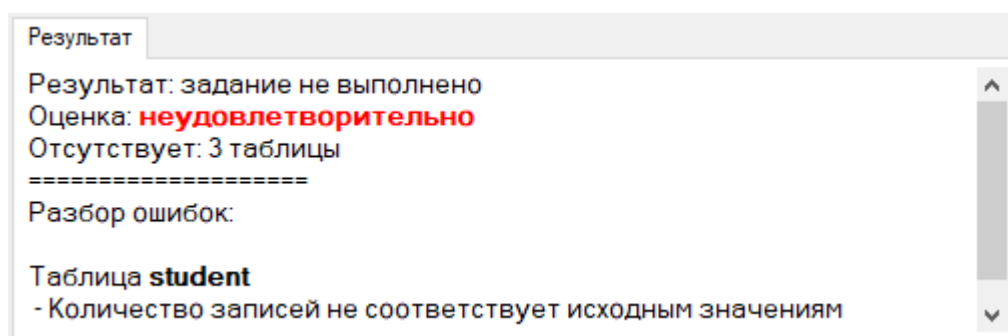 Результат
Результат: задание не выполнено
Оценка: неудовлетворительно
Отсутствует: 3 таблицы
====================
Разбор ошибок:
Таблица student
- Количество записей не соответствует исходным значениям